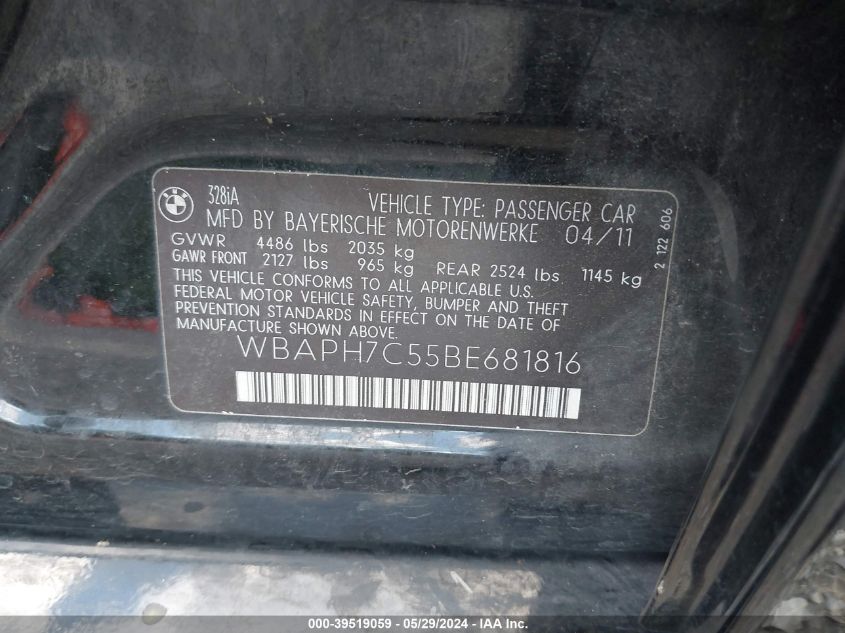 BMW
328iA
VEHICLE TYPE: PASSENGER CAR
MFD BY BAYERISCHE MOTORENWERKE 04/11
GVWR 4486 lbs 2035 kg
GAWR FRONT 2127 lbs 965 kg REAR 2524 lbs 1145 kg
THIS VEHICLE CONFORMS TO ALL APPLICABLE U.S.
FEDERAL MOTOR VEHICLE SAFETY, BUMPER AND THEFT
PREVENTION STANDARDS IN EFFECT ON THE DATE OF
MANUFACTURE SHOWN ABOVE.
WBAPH7C55BE681816
2 122 606
000-39519059 - 05/29/2024 - IAA Inc.